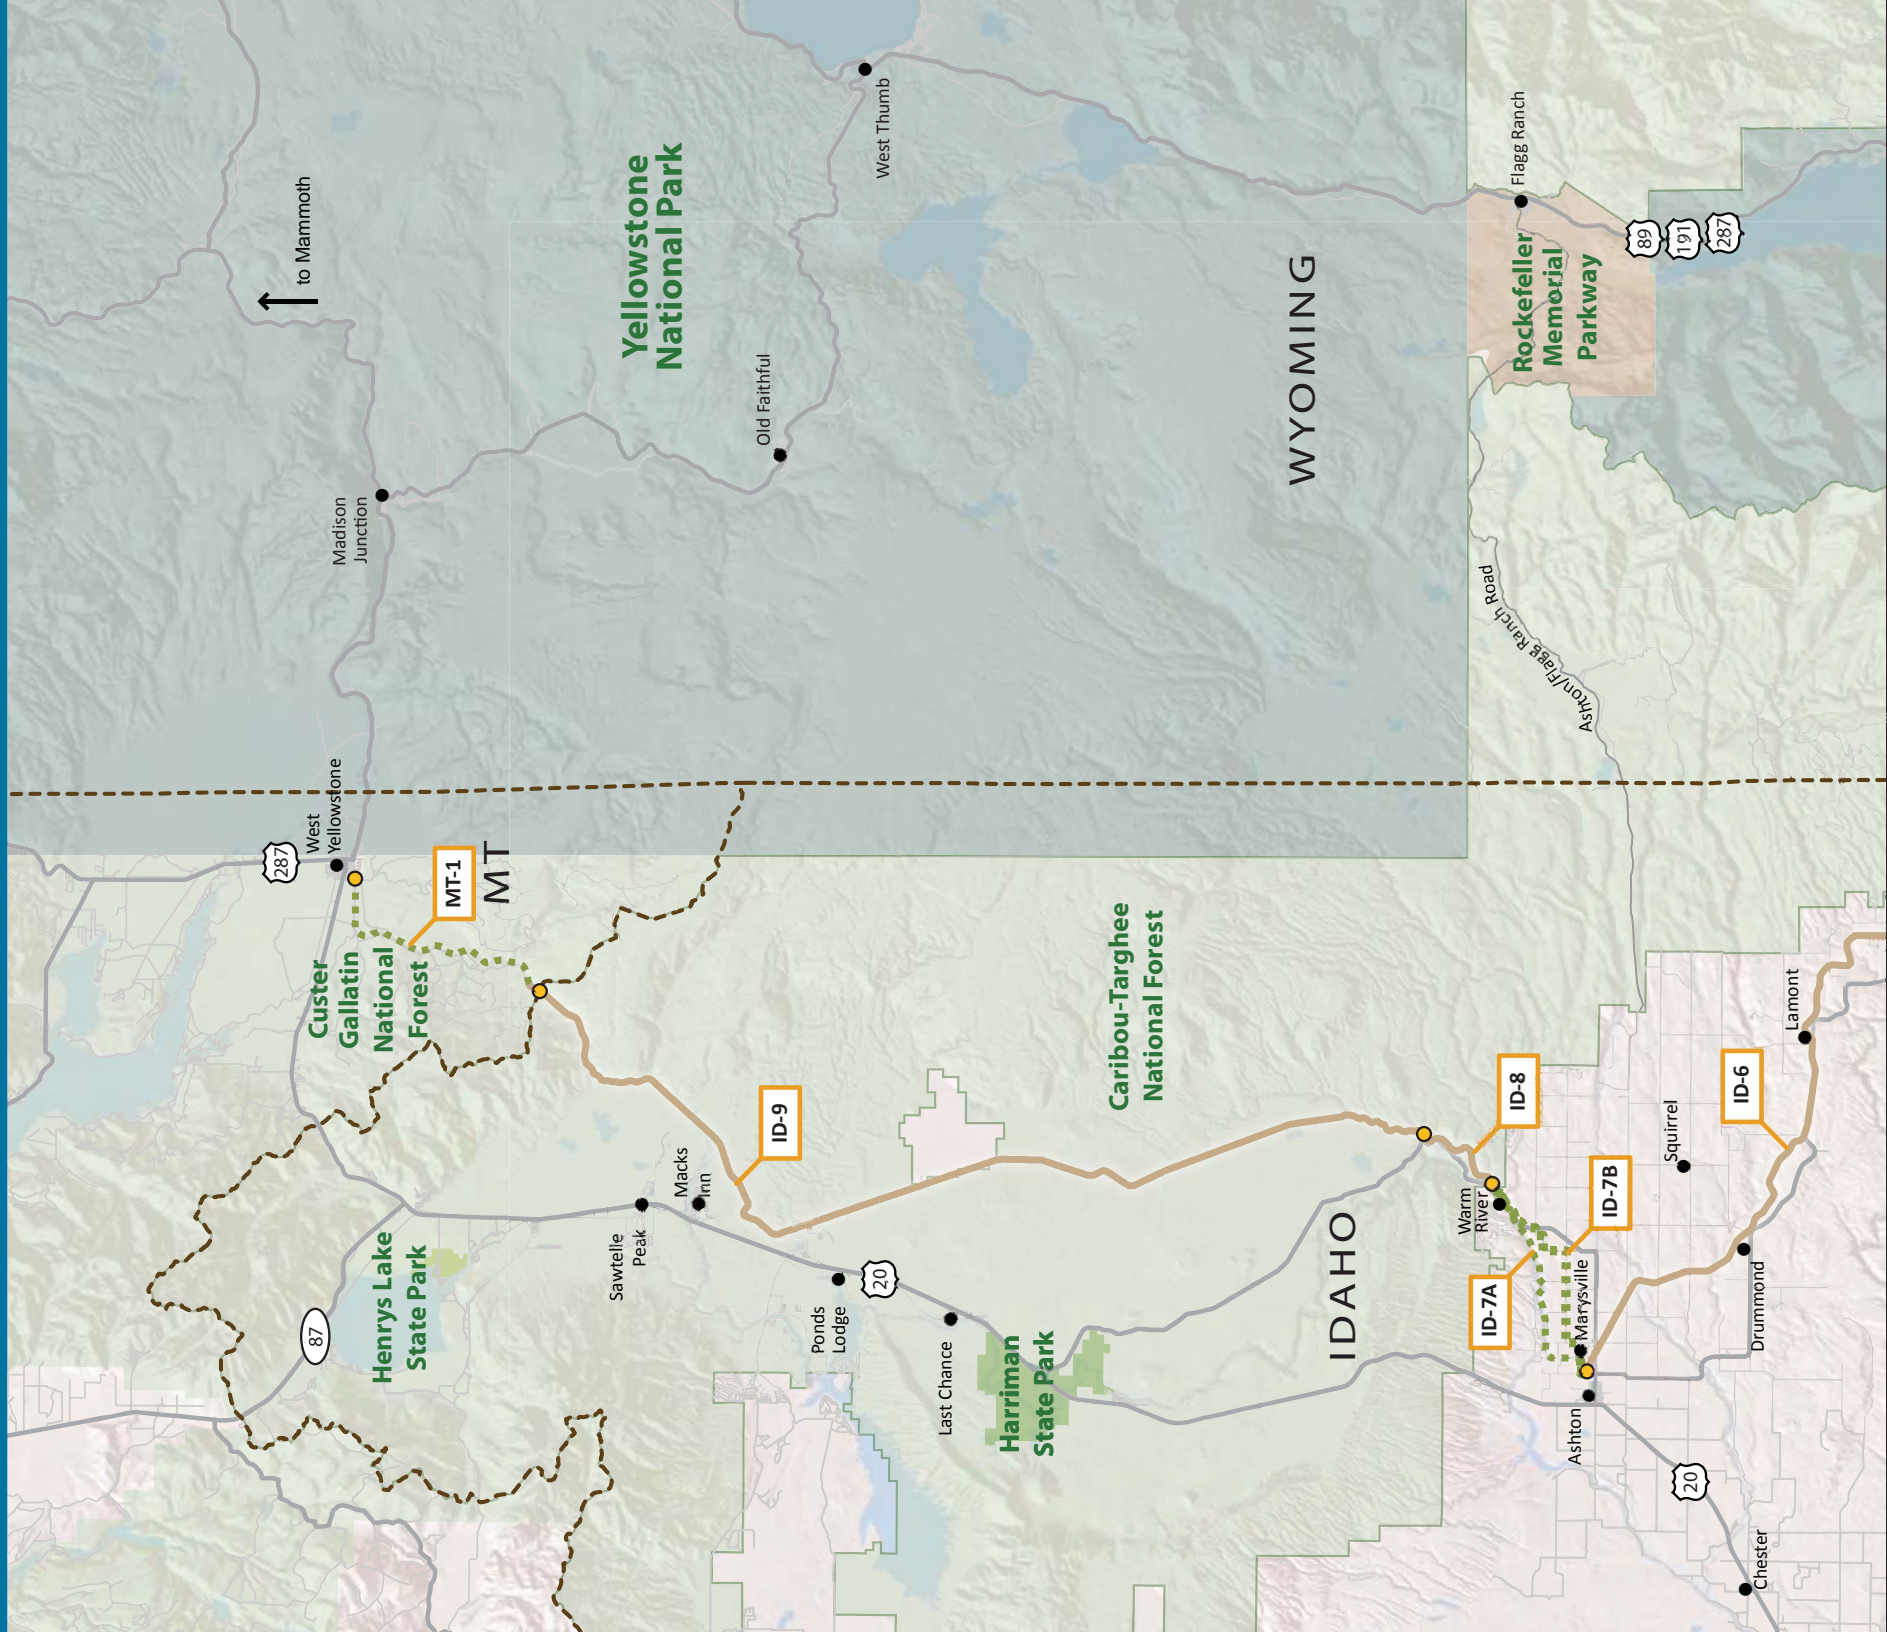 to Mammoth
Yellowstone
National Park
West Thumb
Old Faithful
Madison
Junction
WYOMING
Flagg Ranch
Rockefeller
Memorial
Parkway
89
191
287
Ashton/Flagg Ranch Road
287
West
Yellowstone
MT-1
MT
Custer
Gallatin
National
Forest
Caribou-Targhee
National Forest
ID-9
Macks
Inn
Sawtelle
Peak
Henrys Lake
State Park
87
Ponds
Lodge
20
Last Chance
Harriman
State Park
IDAHO
Warm
River
ID-8
ID-7A
ID-7B
Marysville
Squirrel
ID-6
Lamont
Drummond
Ashton
20
Chester